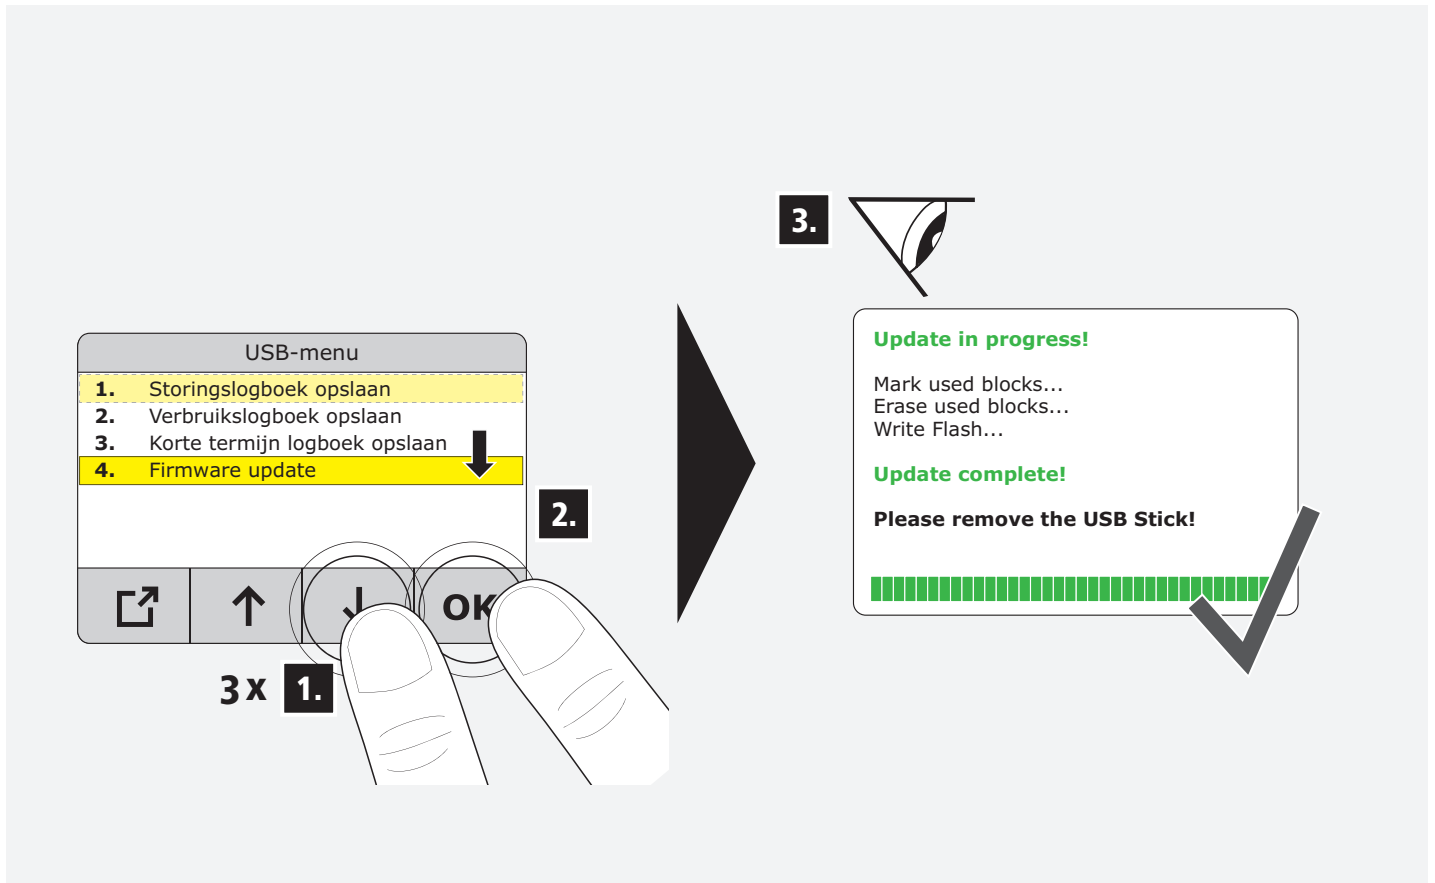 USB-menu
1. Storingslogboek opslaan
2. Verbruikslogboek opslaan
3. Korte termijn logboek opslaan
4. Firmware update
2.
OK
3x 1.
3.
Update in progress!
Mark used blocks...
Erase used blocks...
Write Flash...
Update complete!
Please remove the USB Stick!